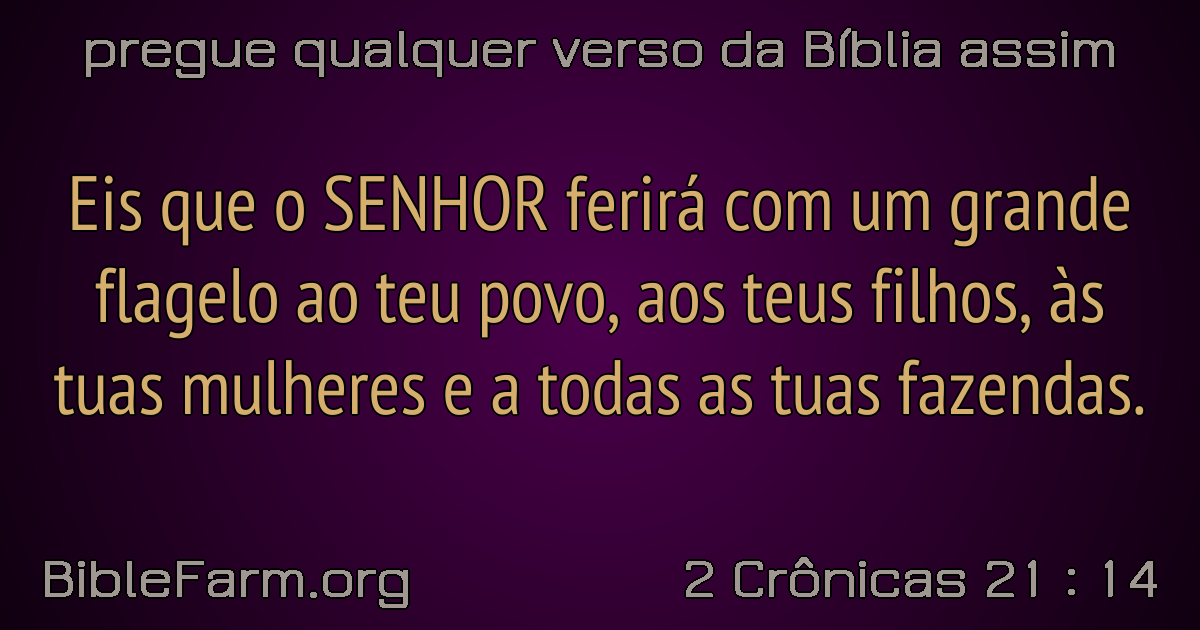 pregue qualquer verso da Bíblia assim
Eis que o SENHOR ferirá com um grande
flagelo ao teu povo, aos teus filhos, às
tuas mulheres e a todas as tuas fazendas.
BibleFarm.org
2 Crônicas 21 : 14